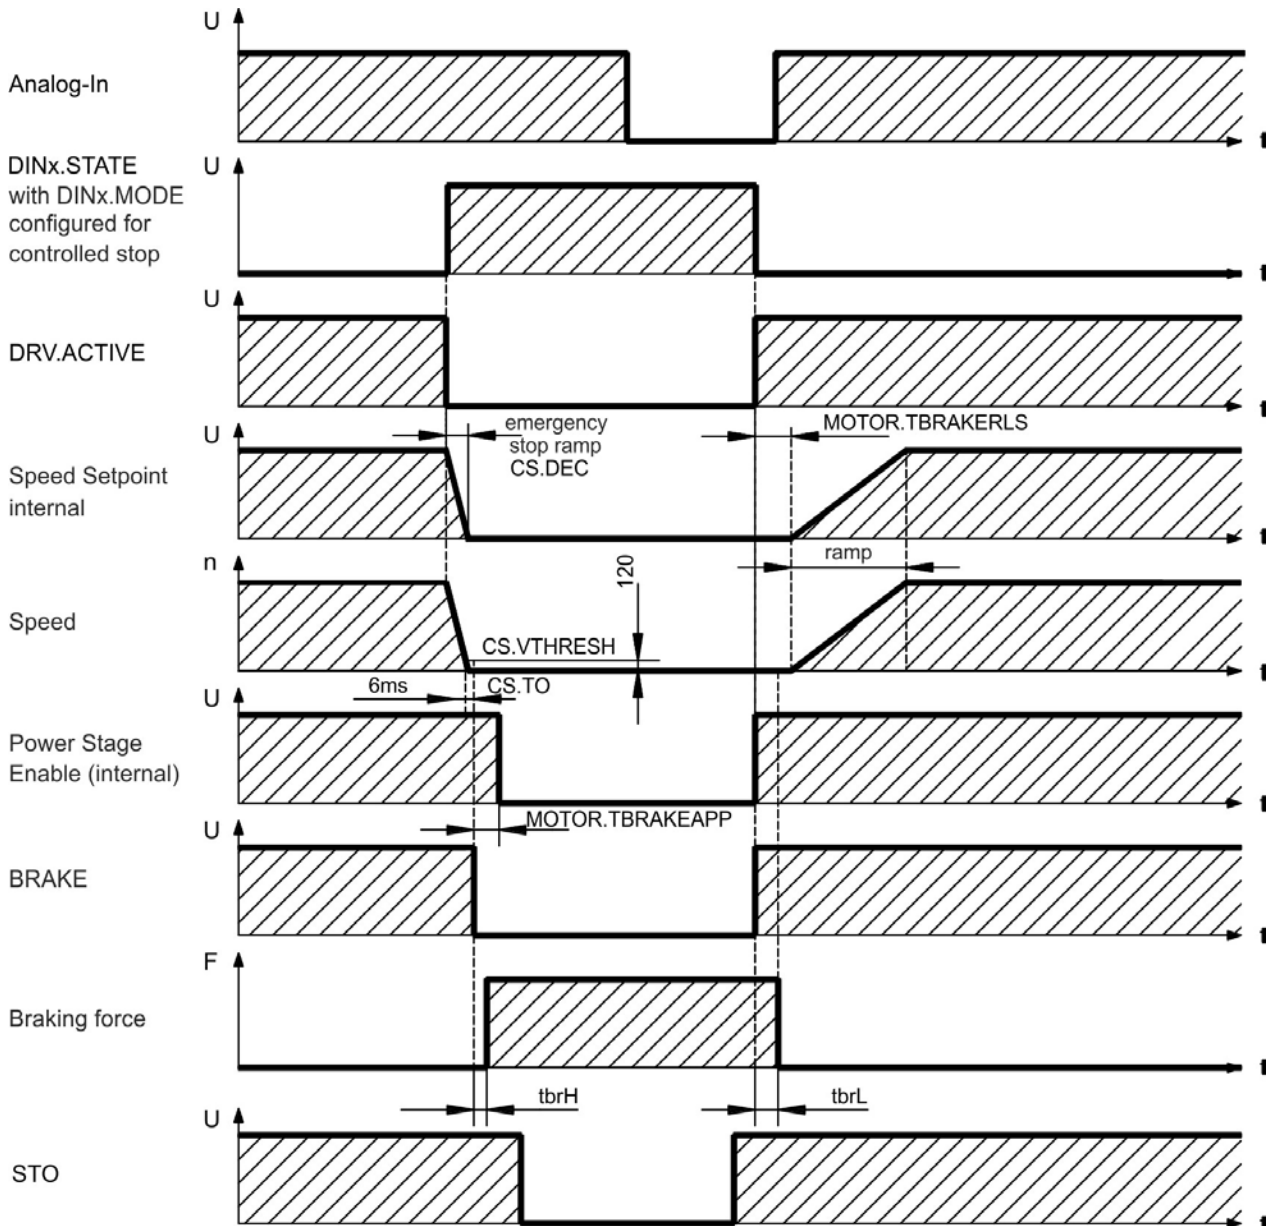 U
Analog-In
t
DINx.STATE
with DINx.MODE
configured for
controlled stop
U
t
U
DRV.ACTIVE
t
U
emergency
stop ramp
CS.DEC
MOTOR.TBRAKERLS
Speed Setpoint
internal
t
n
120
ramp
Speed
CS.VTHRESH
t
6ms
CS.TO
U
Power Stage
Enable (internal)
t
MOTOR.TBRAKEAPP
U
BRAKE
t
F
Braking force
t
tbrH
tbrL
U
STO
t